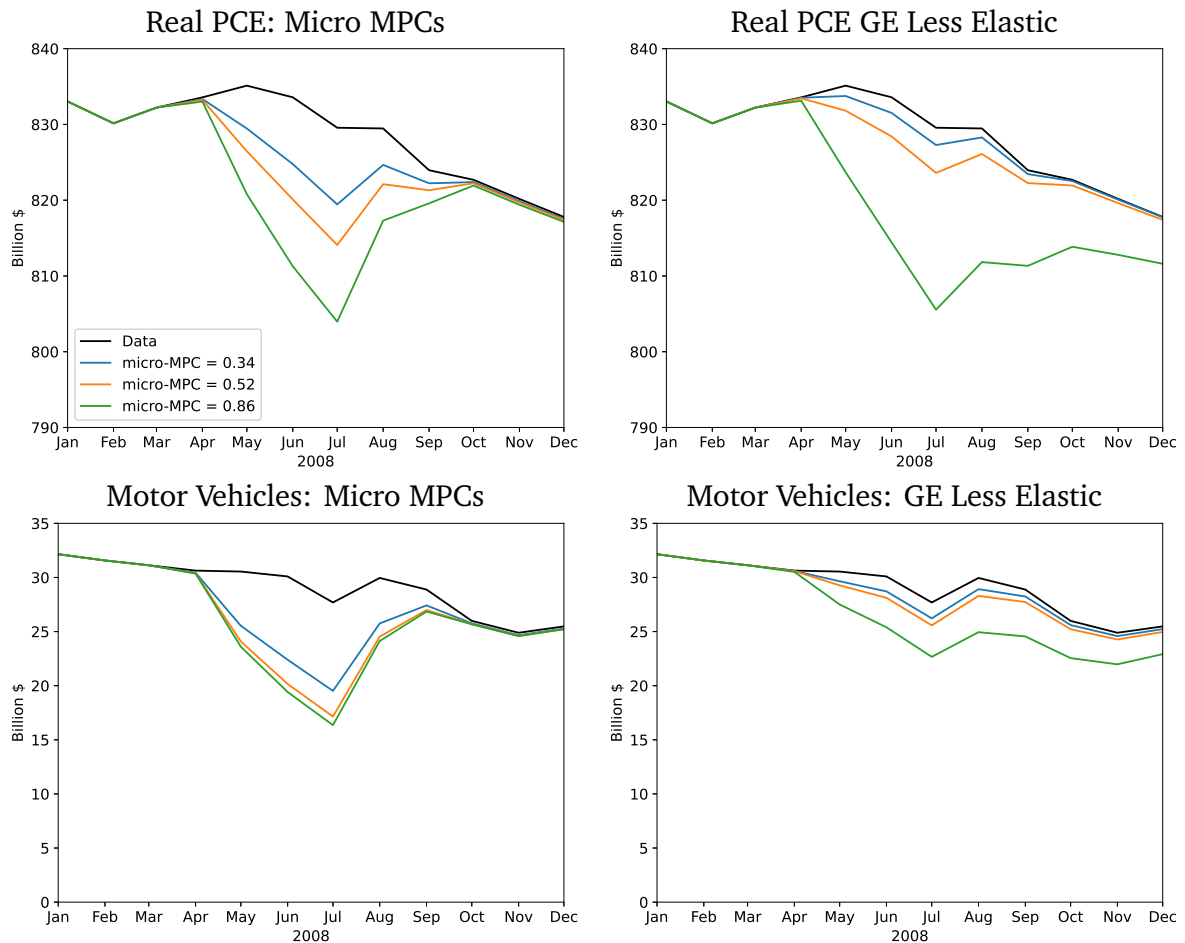 Real PCE: Micro MPCs
840
830
820
810
800
790
Billion $
Data
micro-MPC = 0.34
micro-MPC = 0.52
micro-MPC = 0.86
Jan Feb Mar Apr May Jun Jul Aug Sep Oct Nov Dec
2008
Real PCE GE Less Elastic
840
830
820
810
800
790
Billion $
Jan Feb Mar Apr May Jun Jul Aug Sep Oct Nov Dec
2008
Motor Vehicles: Micro MPCs
35
30
25
20
15
10
5
0
Billion $
Jan Feb Mar Apr May Jun Jul Aug Sep Oct Nov Dec
2008
Motor Vehicles: GE Less Elastic
35
30
25
20
15
10
5
0
Billion $
Jan Feb Mar Apr May Jun Jul Aug Sep Oct Nov Dec
2008